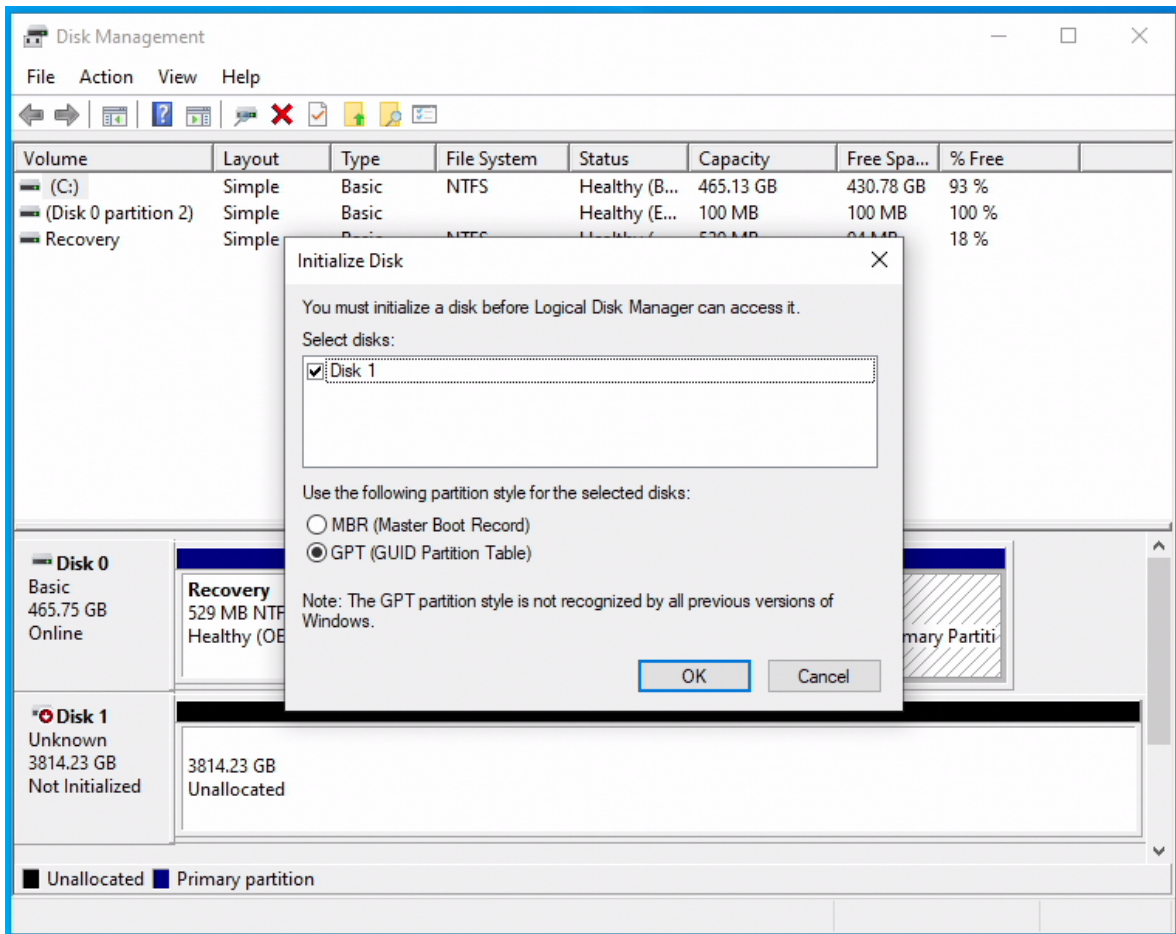 Disk Management
File Action View Help
Volume Layout Type File System Status Capacity Free Spa... % Free
(C:) Simple Basic NTFS Healthy (B... 465.13 GB 430.78 GB 93 %
(Disk 0 partition 2) Simple Basic Healthy (E... 100 MB 100 MB 100 %
Recovery Simple 18 %
Initialize Disk
You must initialize a disk before Logical Disk Manager can access it.
Select disks:
Disk 1
Use the following partition style for the selected disks:
MBR (Master Boot Record)
GPT (GUID Partition Table)
Note: The GPT partition style is not recognized by all previous versions of
Windows.
OK Cancel
Disk 0
Basic
465.75 GB
Online
Recovery
529 MB NTF
Healthy (OE
mary Partiti
Disk 1
Unknown
3814.23 GB
Not Initialized
3814.23 GB
Unallocated
Unallocated Primary partition